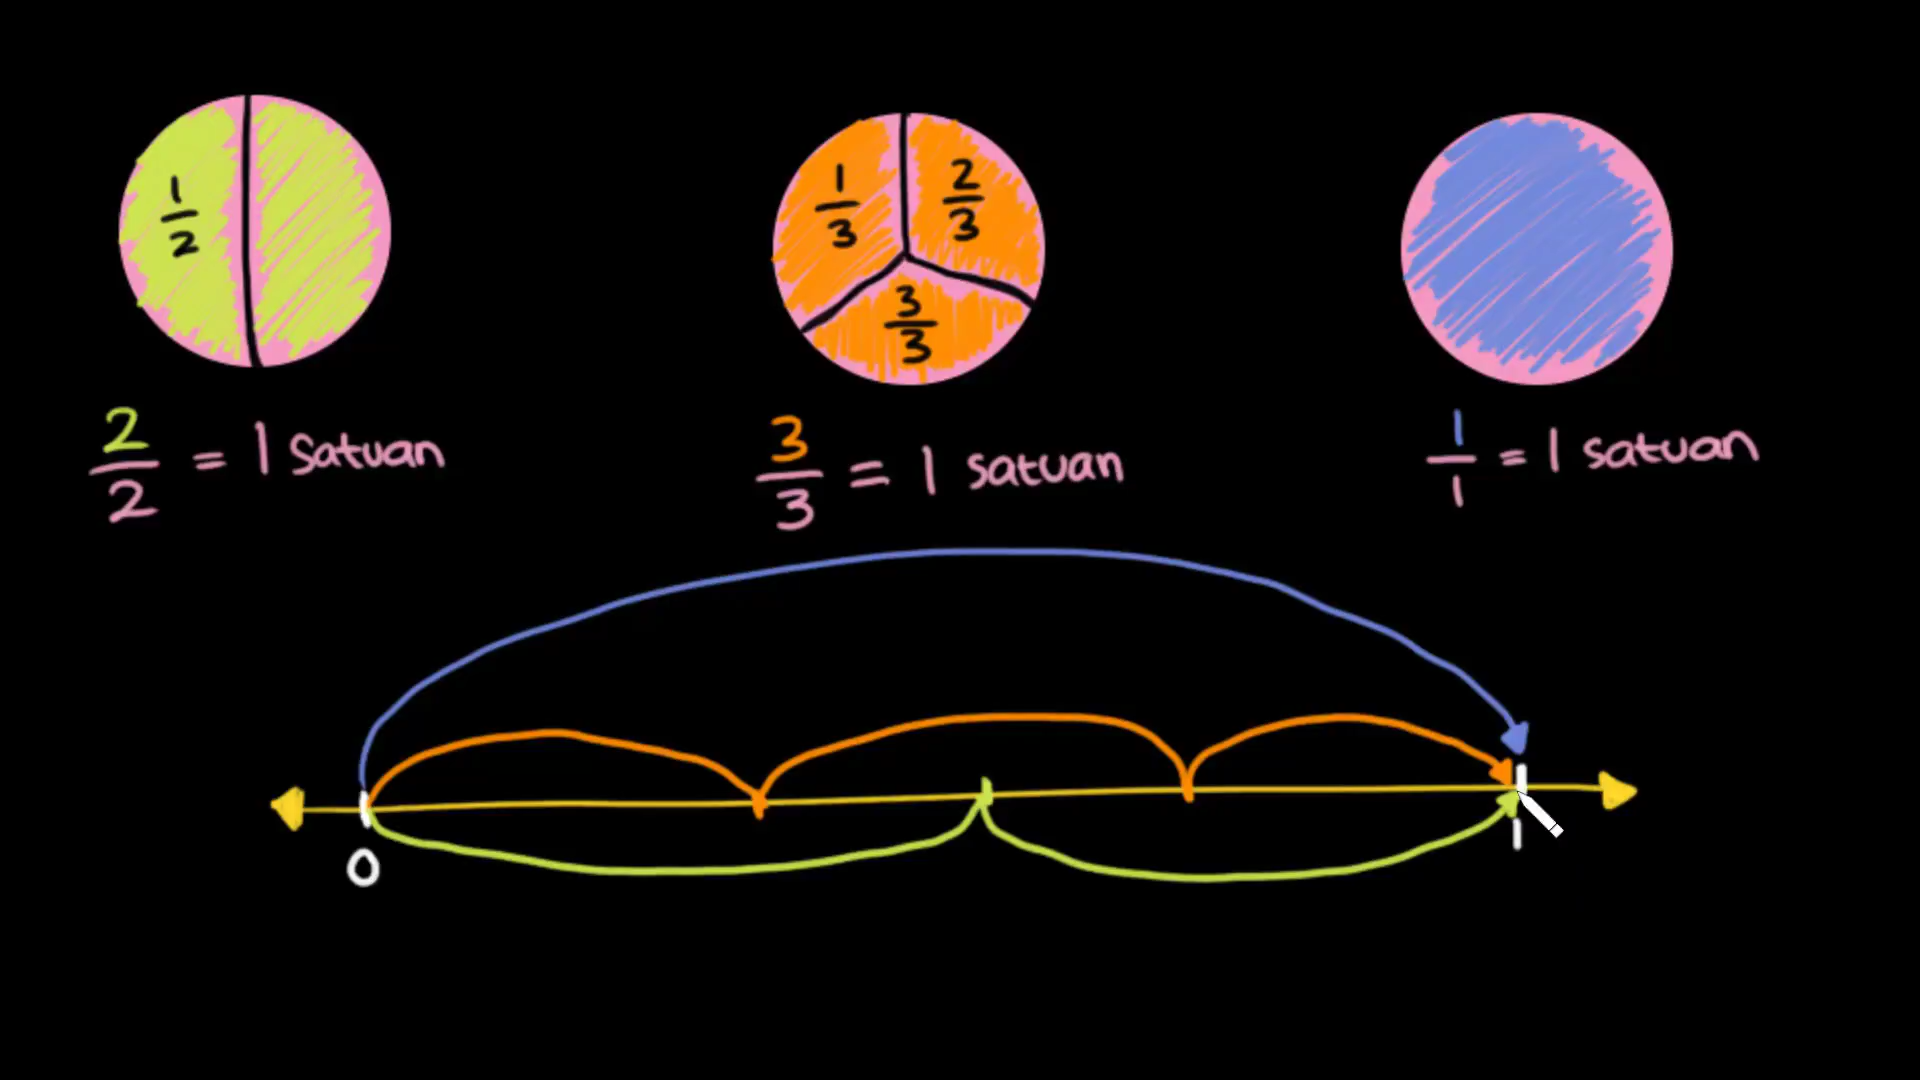 1/2
1/3
2/3
3/3
2/2 = 1 Satuan
3/3 = 1 satuan
1/1 = 1 satuan
0
1